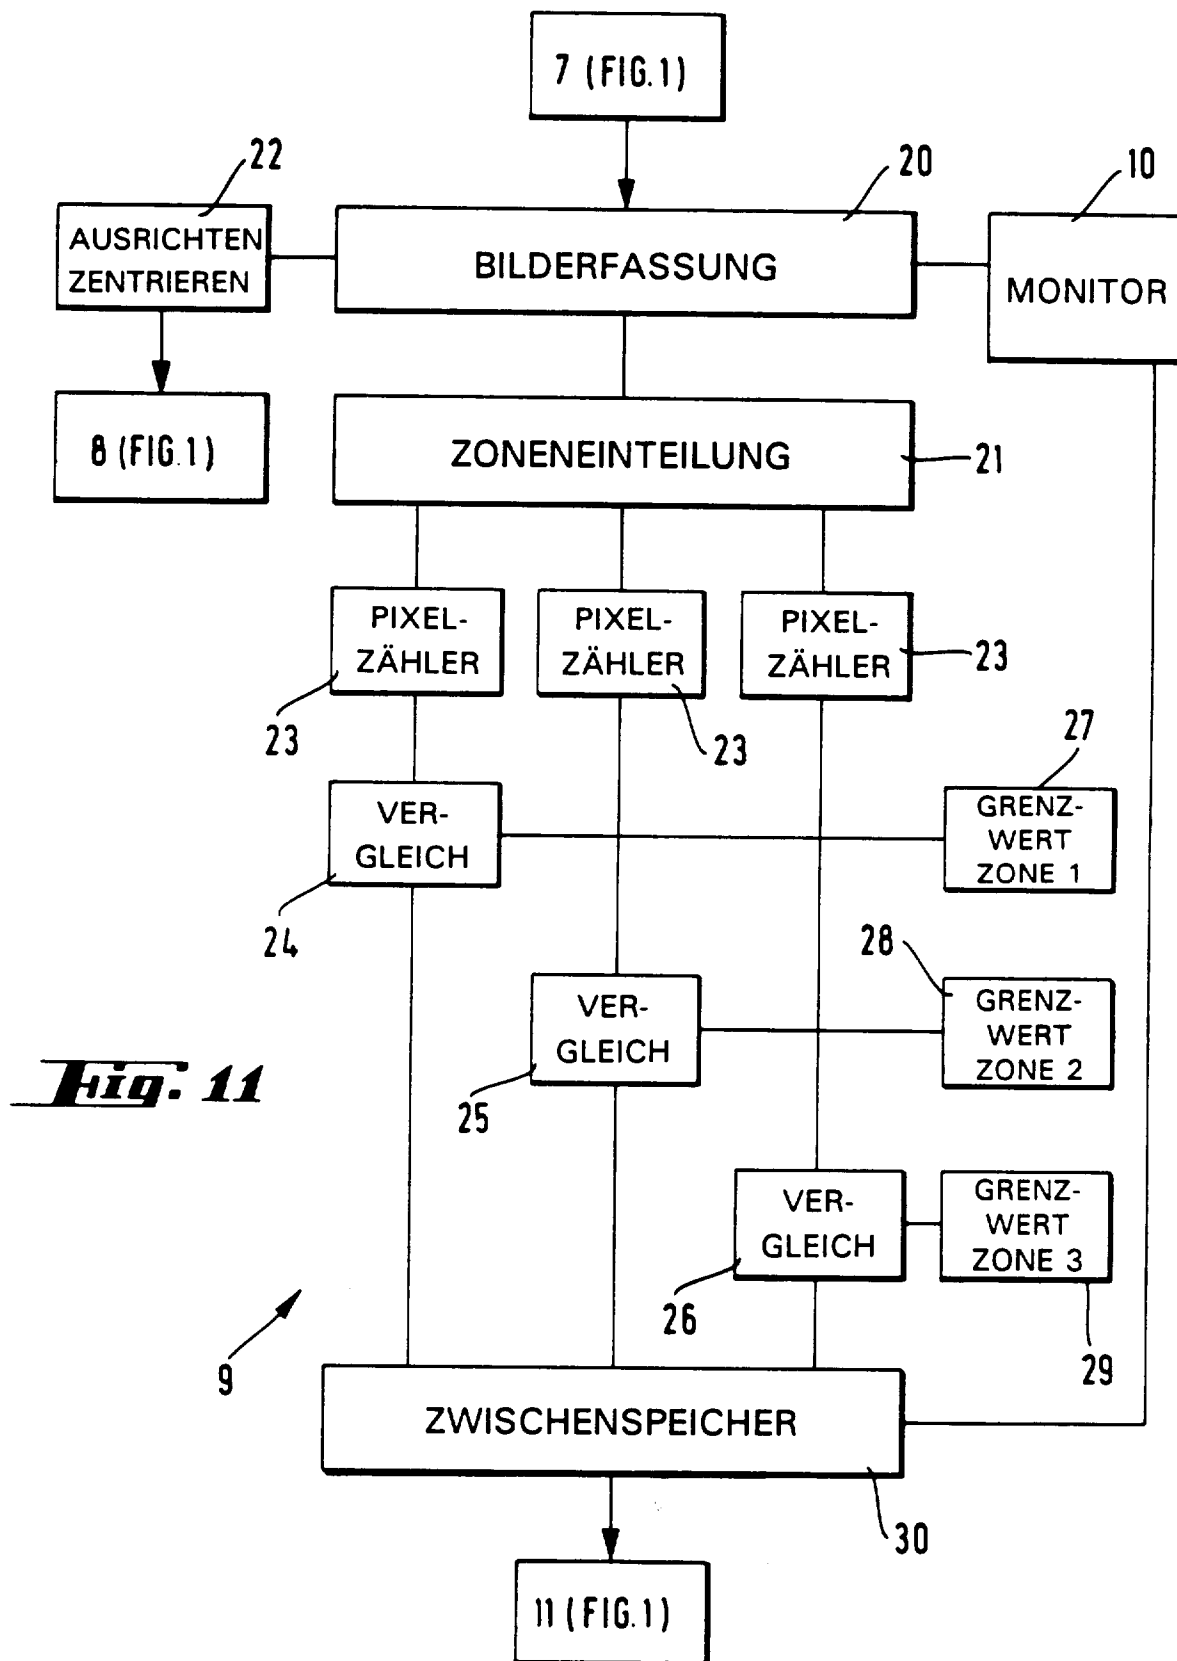 7 (FIG.1)
22
20
10
AUSRICHTEN
ZENTRIEREN
BILDERFASSUNG
MONITOR
8 (FIG.1)
ZONENEINTEILUNG
21
PIXEL-
ZÄHLER
PIXEL-
ZÄHLER
PIXEL-
ZÄHLER
23
23
23
27
VER-
GLEICH
GRENZ-
WERT
ZONE 1
24
28
VER-
GLEICH
GRENZ-
WERT
ZONE 2
Fig. 11
25
VER-
GLEICH
GRENZ-
WERT
ZONE 3
26
29
9
ZWISCHENSPEICHER
30
11 (FIG.1)